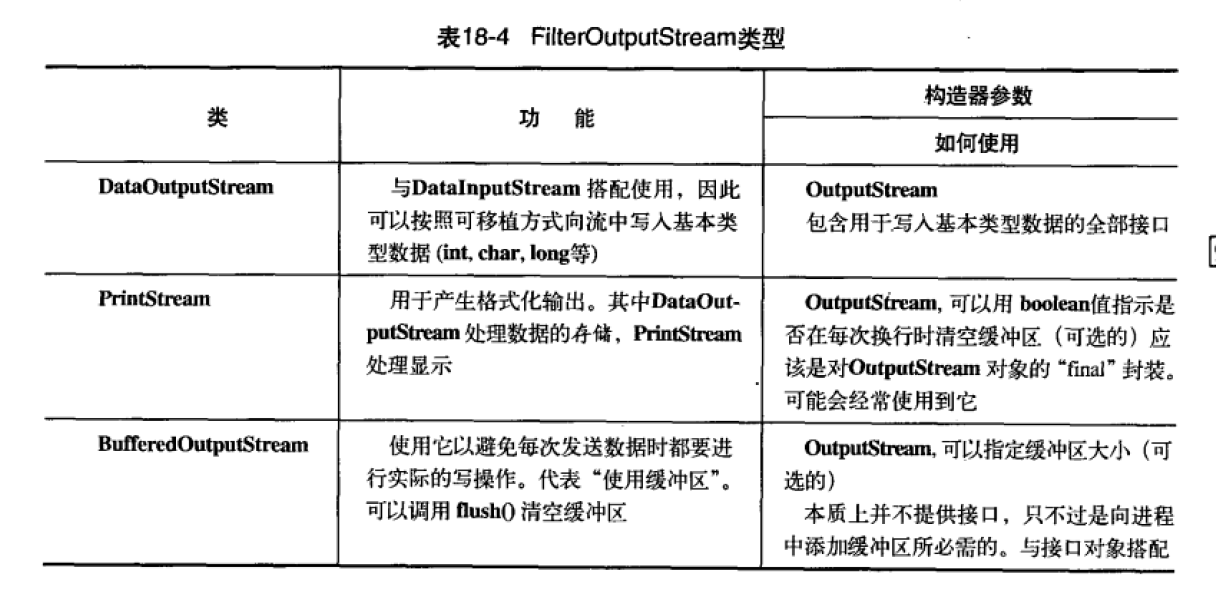 表18-4 FilterOutputStream类型
类
功 能
构造器参数
如何使用
DataOutputStream
与DataInputStream 搭配使用，因此
可以按照可移植方式向流中写入基本类
型数据 (int, char, long等)
OutputStream
包含用于写入基本类型数据的全部接口
PrintStream
用于产生格式化输出。其中DataOut-
putStream 处理数据的存储，PrintStream
处理显示
OutputStream, 可以用 boolean值指示是
否在每次换行时清空缓冲区（可选的）应
该是对OutputStream 对象的“final”封装。
可能会经常使用到它
BufferedOutputStream
使用它以避免每次发送数据时都要进
行实际的写操作。代表“使用缓冲区”。
可以调用 flush() 清空缓冲区
OutputStream, 可以指定缓冲区大小（可
选的）
本质上并不提供接口，只不过是向进程
中添加缓冲区所必需的。与接口对象搭配